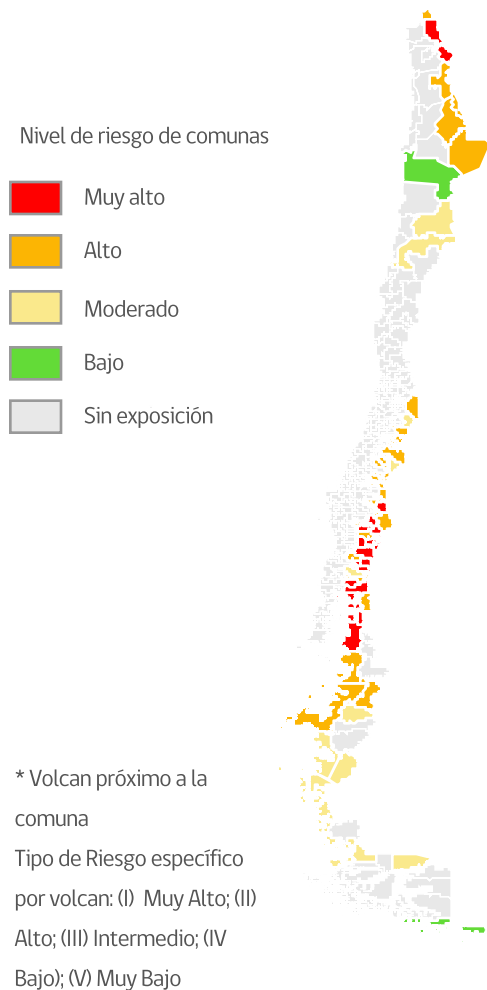 Nivel de riesgo de comunas
Muy alto
Alto
Moderado
Bajo
Sin exposición
* Volcan próximo a la
comuna
Tipo de Riesgo específico
por volcan: (I) Muy Alto; (II)
Alto; (III) Intermedio; (IV
Bajo); (V) Muy Bajo